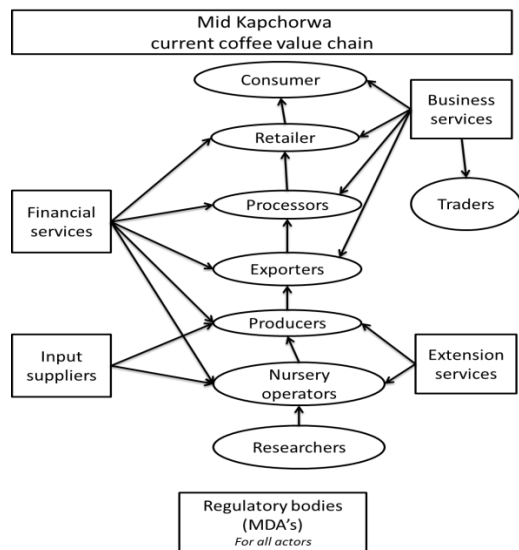 Mid Kapchorwa
current coffee value chain
Consumer
Business
services
Retailer
Processors
Traders
Financial
services
Exporters
Producers
Input
suppliers
Extension
services
Nursery
operators
Researchers
Regulatory bodies
(MDA’s)
For all actors